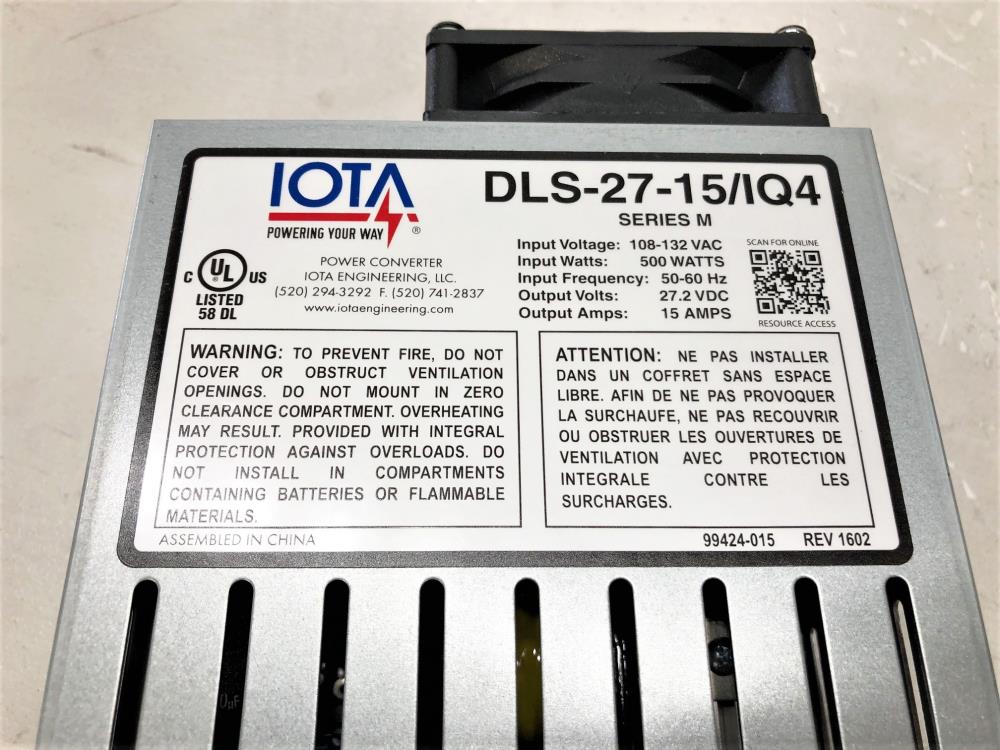 IOTA
POWERING YOUR WAY ®
DLS-27-15/IQ4
SERIES M
C UL US
LISTED
58 DL
POWER CONVERTER
IOTA ENGINEERING, LLC.
(520) 294-3292 F. (520) 741-2837
www.iotaengineering.com
Input Voltage: 108-132 VAC
Input Watts: 500 WATTS
Input Frequency: 50-60 Hz
Output Volts: 27.2 VDC
Output Amps: 15 AMPS
SCAN FOR ONLINE
RESOURCE ACCESS
WARNING: TO PREVENT FIRE, DO NOT
COVER OR OBSTRUCT VENTILATION
OPENINGS. DO NOT MOUNT IN ZERO
CLEARANCE COMPARTMENT. OVERHEATING
MAY RESULT. PROVIDED WITH INTEGRAL
PROTECTION AGAINST OVERLOADS. DO
NOT INSTALL IN COMPARTMENTS
CONTAINING BATTERIES OR FLAMMABLE
MATERIALS.
ATTENTION: NE PAS INSTALLER
DANS UN COFFRET SANS ESPACE
LIBRE. AFIN DE NE PAS PROVOQUER
LA SURCHAUFE, NE PAS RECOUVRIR
OU OBSTRUER LES OUVERTURES DE
VENTILATION AVEC PROTECTION
INTEGRALE CONTRE LES
SURCHARGES.
ASSEMBLED IN CHINA
99424-015 REV 1602